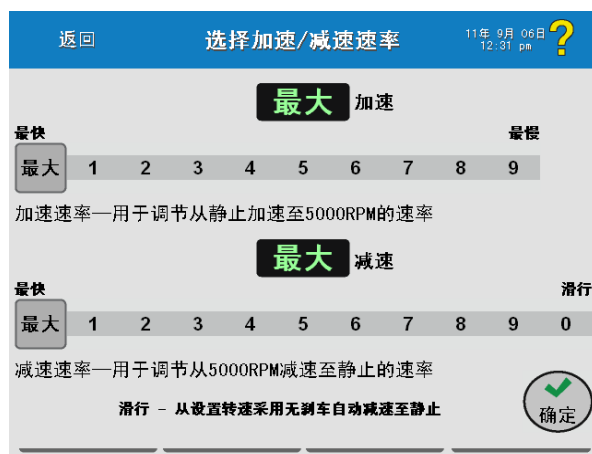 返回
选择加速/减速速率
11年 9月 06日
12:31 pm
?
最大 加速
最快 最慢
最大 1 2 3 4 5 6 7 8 9
加速速率—用于调节从静止加速至5000RPM的速率
最大 减速
最快 滑行
最大 1 2 3 4 5 6 7 8 9 0
减速速率—用于调节从5000RPM减速至静止的速率
滑行 - 从设置转速采用无刹车自动减速至静止
确定